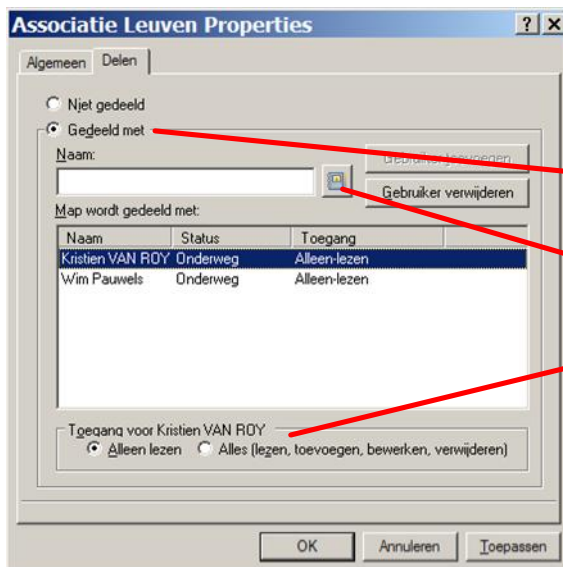 Associatie Leuven Properties
Algemeen Delen
Niet gedeeld
Gedeeld met
Naam:
Gebruiker toevoegen
Gebruiker verwijderen
Map wordt gedeeld met:
Naam Status Toegang
Kristien VAN ROY Onderweg Alleen-lezen
Wim Pauwels Onderweg Alleen-lezen
Toegang voor Kristien VAN ROY
Alleen lezen Alles (lezen, toevoegen, bewerken, verwijderen)
OK Annuleren Toepassen